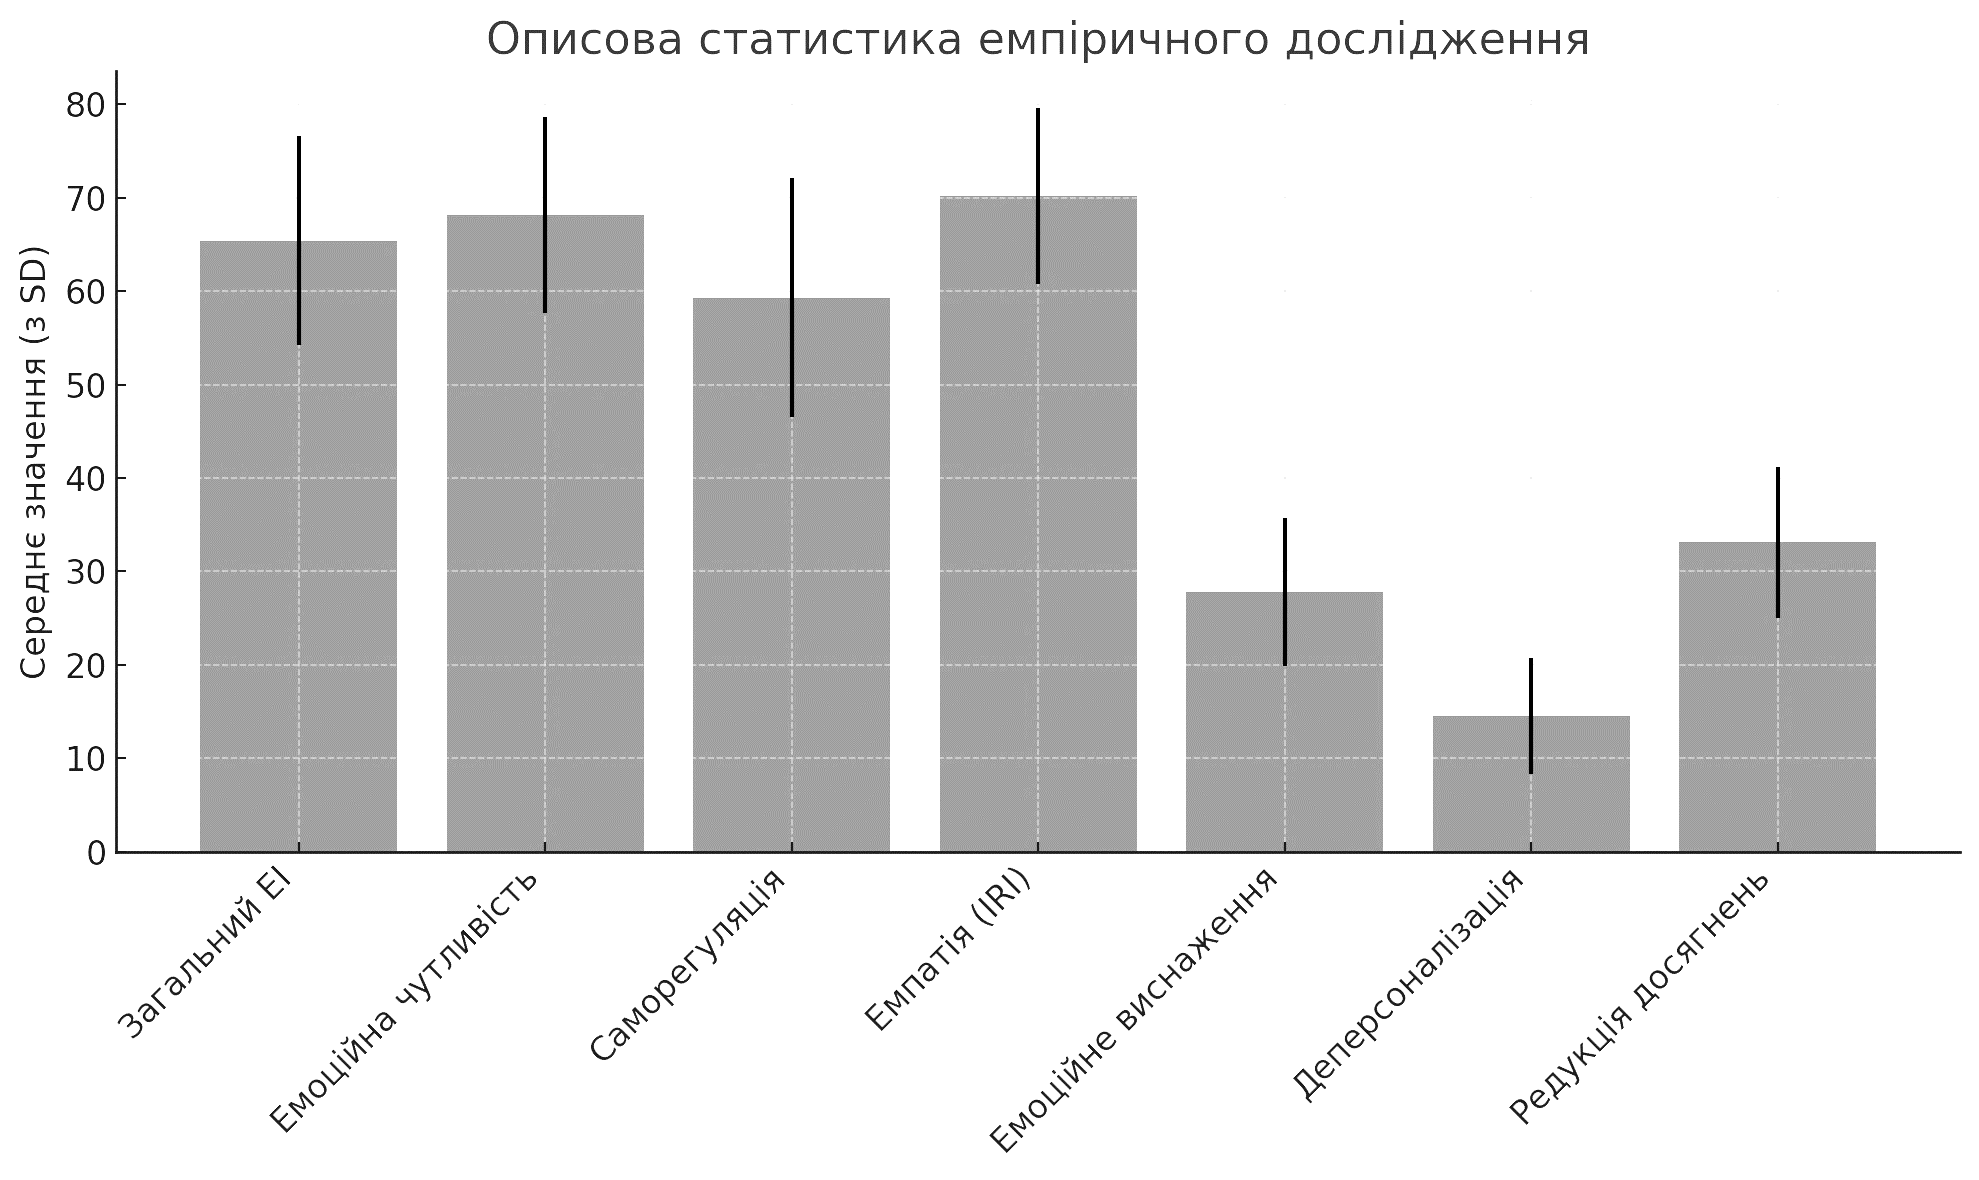 Описова статистика емпіричного дослідження
Середнє значення (з SD)
80
70
60
50
40
30
20
10
0
Загальний EI
Емоційна чутливість
Саморегуляція
Емпатія (IRI)
Емоційне виснаження
Деперсоналізація
Редукція досягнень